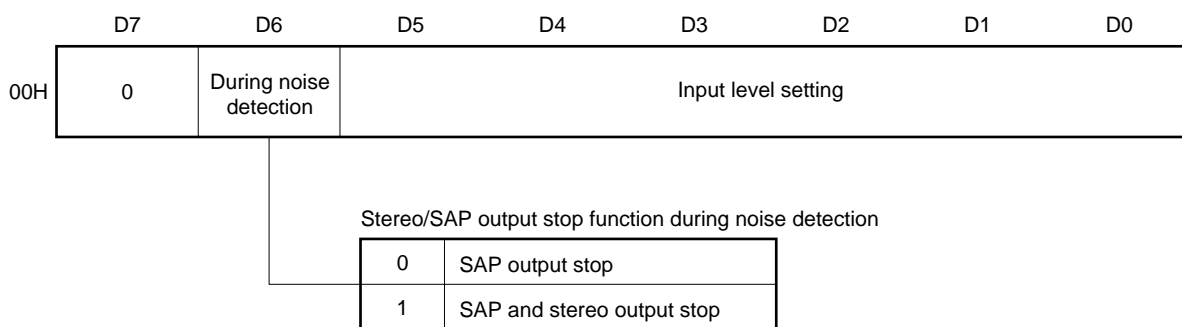 D7 D6 D5 D4 D3 D2 D1 D0
00H 0 During noise detection Input level setting
Stereo/SAP output stop function during noise detection
0 SAP output stop
1 SAP and stereo output stop